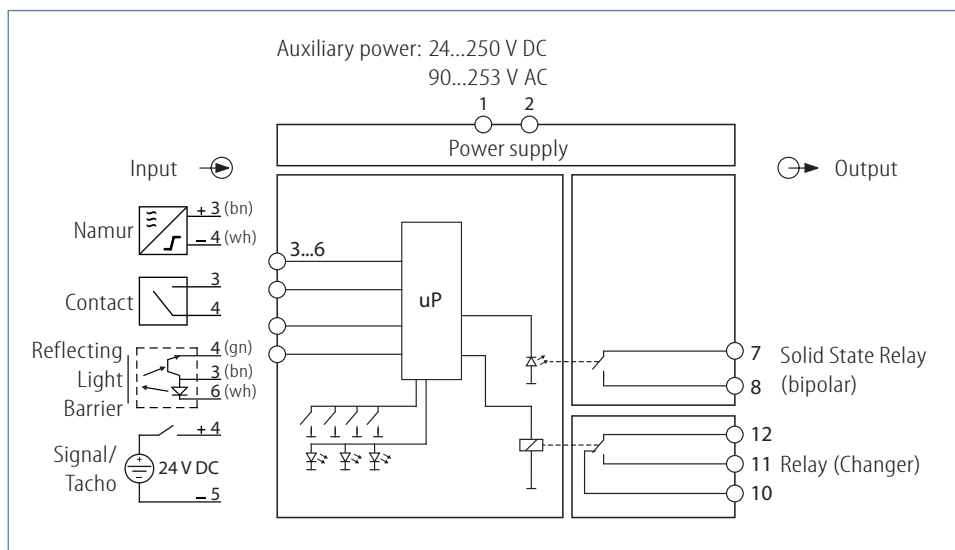 Auxiliary power: 24...250 V DC
90...253 V AC
1 2
Power supply
Input
Output
Namur
+ 3 (bn)
– 4 (wh)
3...6
uP
Contact
3
4
Reflecting
Light
Barrier
4 (gn)
3 (bn)
6 (wh)
Signal/
Tacho
+ 4
24 V DC
– 5
7
8
Solid State Relay
(bipolar)
12
11 Relay (Changer)
10